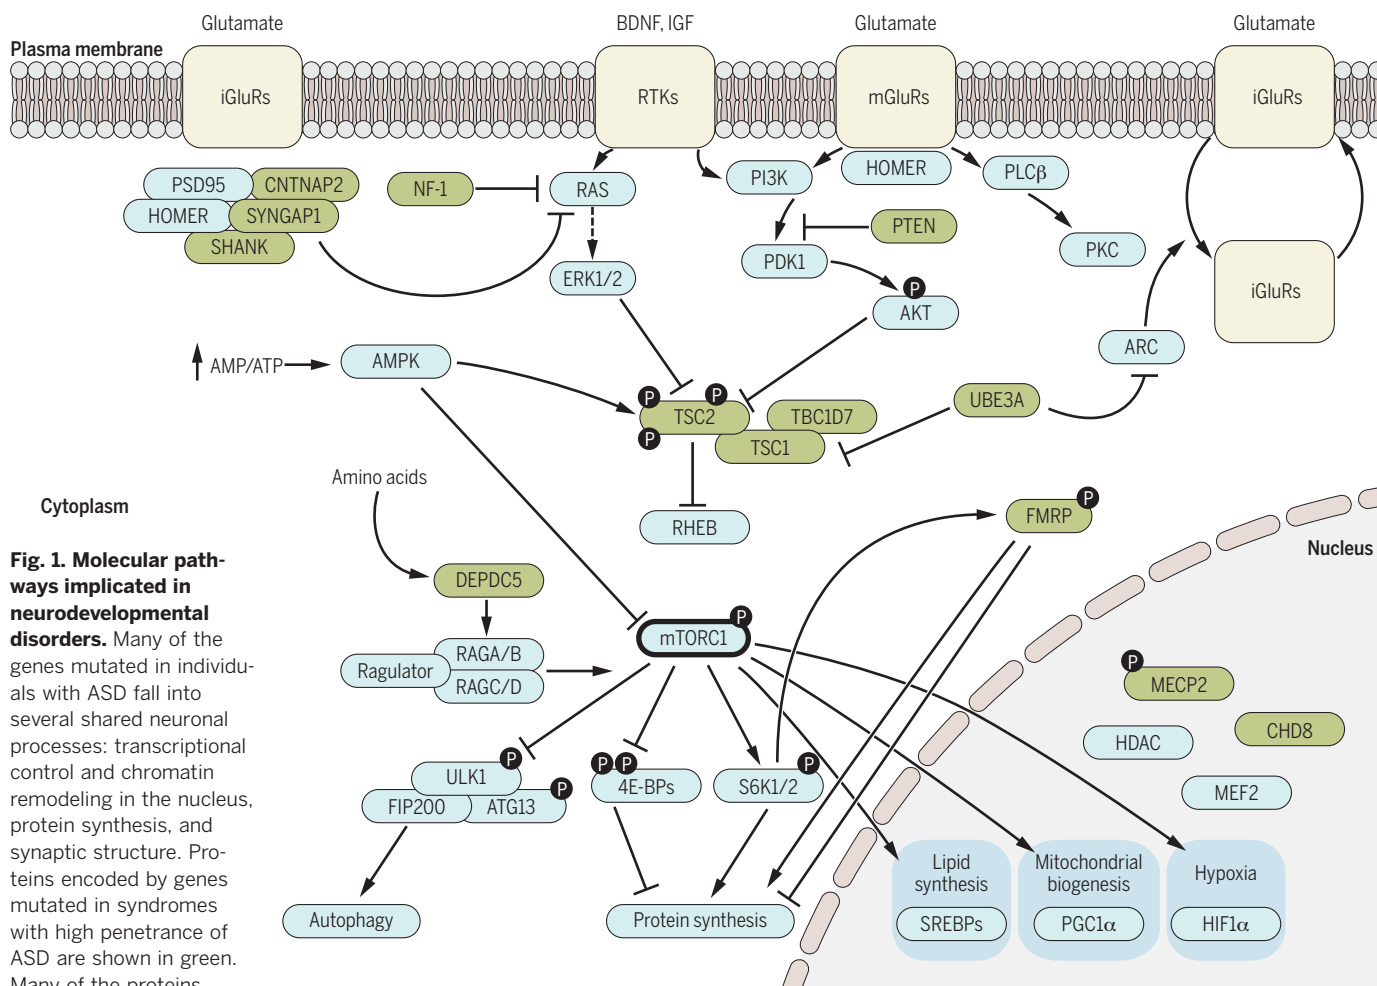 Glutamate
BDNF, IGF
Glutamate
Glutamate
Plasma membrane
iGluRs
RTKs
mGluRs
iGluRs
PSD95
CNTNAP2
HOMER
SYNGAP1
SHANK
NF-1
RAS
PI3K
HOMER
PLCβ
PTEN
PKC
PDK1
ERK1/2
P
AKT
iGluRs
ARC
AMP/ATP
AMPK
P
P
TSC2
P
TBC1D7
TSC1
UBE3A
Amino acids
RHEB
P
FMRP
Cytoplasm
Nucleus
DEPDC5
P
mTORC1
RAGA/B
Ragulator
RAGC/D
P
MECP2
HDAC
CHD8
MEF2
P
ULK1
P
FIP200
ATG13
P
P
4E-BPs
P
S6K1/2
Autophagy
Protein synthesis
Lipid
synthesis
SREBPs
Mitochondrial
biogenesis
PGC1α
Hypoxia
HIF1α
Fig. 1. Molecular path-
ways implicated in
neurodevelopmental
disorders. Many of the
genes mutated in individu-
als with ASD fall into
several shared neuronal
processes: transcriptional
control and chromatin
remodeling in the nucleus,
protein synthesis, and
synaptic structure. Pro-
teins encoded by genes
mutated in syndromes
with high penetrance of
ASD are shown in green.
Many of the proteins